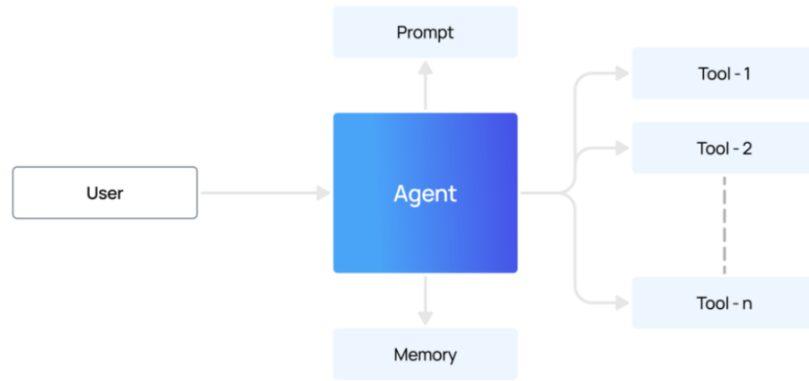 Prompt
Tool - 1
Tool - 2
User
Agent
Tool - n
Memory